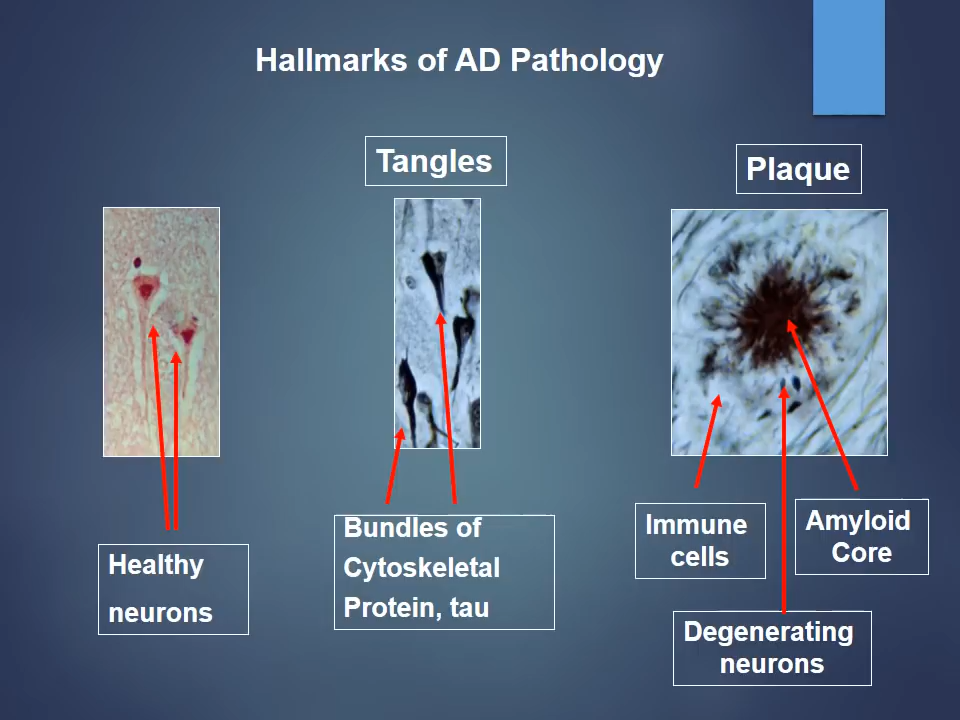 Hallmarks of AD Pathology
Tangles
Plaque
Healthy
neurons
Bundles of
Cytoskeletal
Protein, tau
Immune
cells
Amyloid
Core
Degenerating
neurons